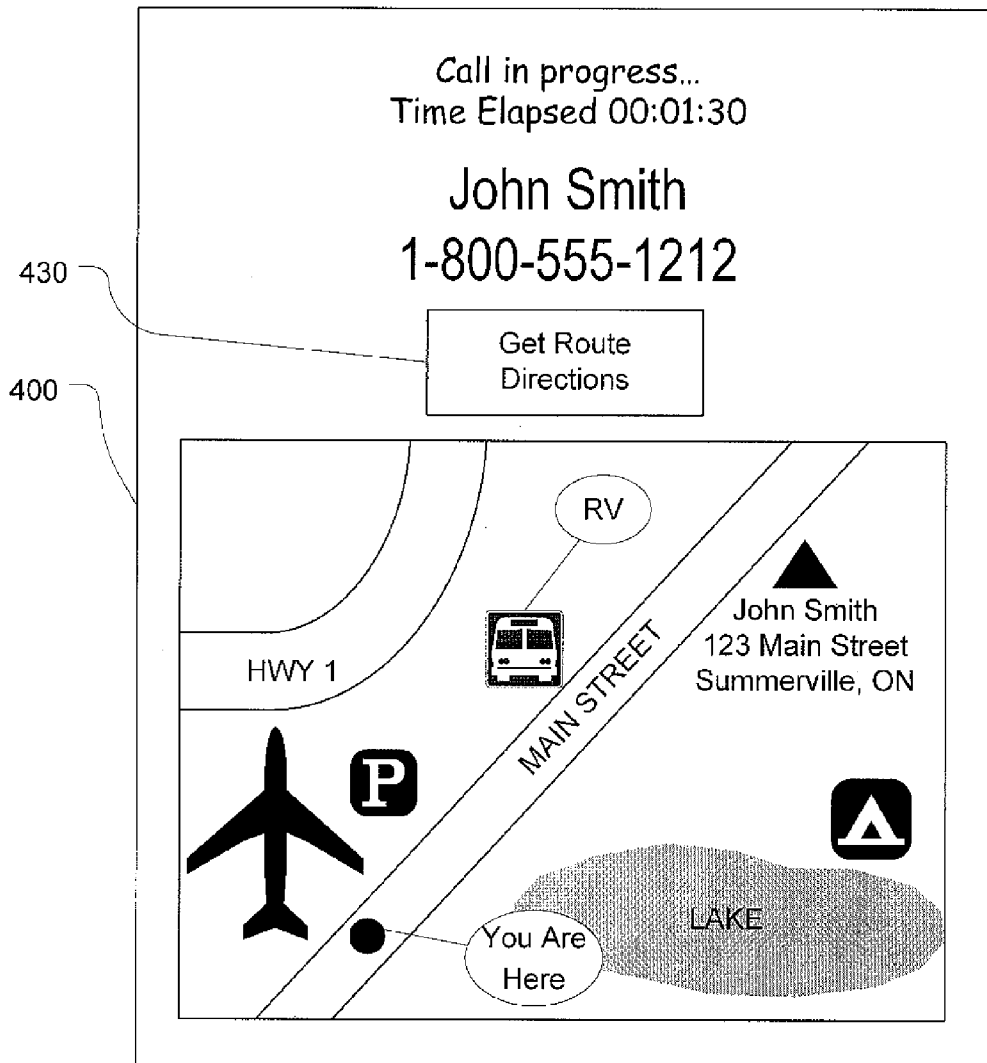 Call in progress...
Time Elapsed 00:01:30
John Smith
1-800-555-1212
430
Get Route
Directions
400
RV
John Smith
123 Main Street
Summerville, ON
HWY 1
MAIN STREET
P
LAKE
You Are
Here